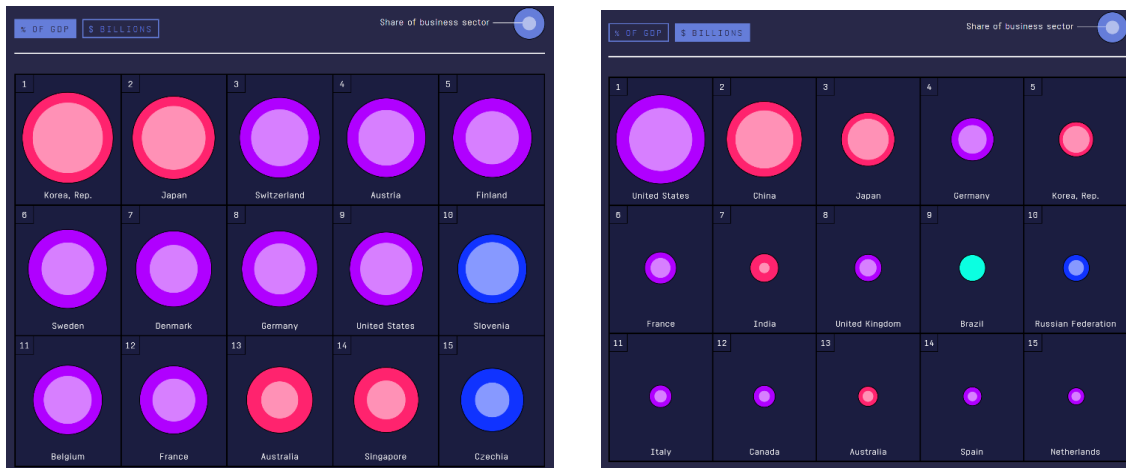 % OF GDP
$ BILLIONS
Share of business sector
1
Korea, Rep.
2
Japan
3
Switzerland
4
Austria
5
Finland
6
Sweden
7
Denmark
8
Germany
9
United States
10
Slovenia
11
Belgium
12
France
13
Australia
14
Singapore
15
Czechia
% OF GDP
$ BILLIONS
Share of business sector
1
United States
2
China
3
Japan
4
Germany
5
Korea, Rep.
6
France
7
India
8
United Kingdom
9
Brazil
10
Russian Federation
11
Italy
12
Canada
13
Australia
14
Spain
15
Netherlands